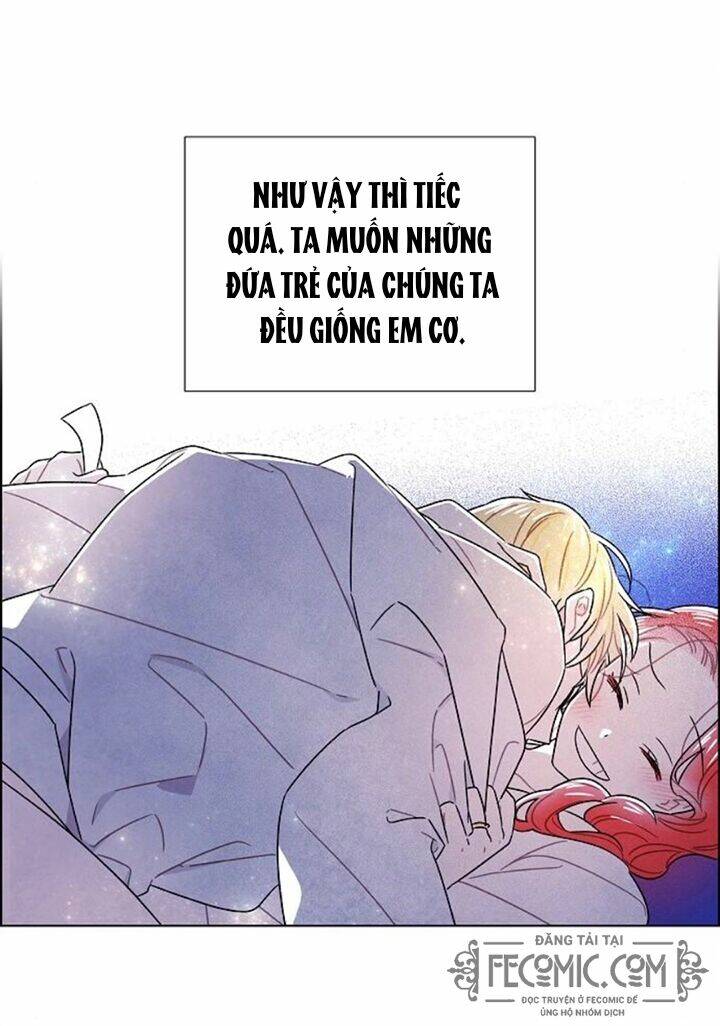 NHƯ VẬY THÌ TIẾC
QUÁ. TA MUỐN NHỮNG
ĐỨA TRẺ CỦA CHÚNG TA
ĐỀU GIỐNG EM CƠ.
ĐĂNG TẢI TẠI
FECOMIC.COM
ĐỌC TRUYỆN Ở FECOMIC ĐỂ
ỦNG HỘ NHÓM DỊCH